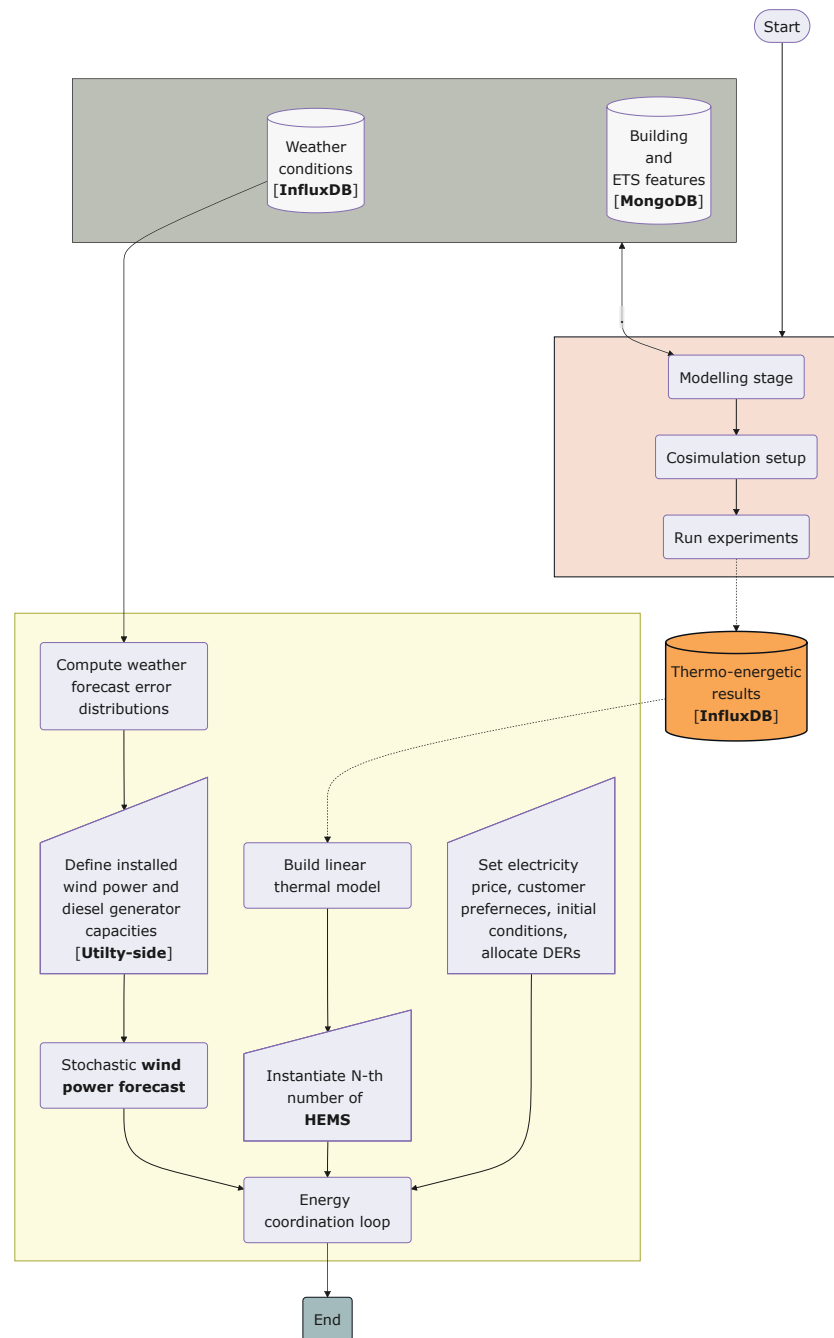 Start
Weather
conditions
[InfluxDB]
Building
and
ETS features
[MongoDB]
Modelling stage
Cosimulation setup
Run experiments
Thermo-energetic
results
[InfluxDB]
Compute weather
forecast error
distributions
Define installed
wind power and
diesel generator
capacities
[Utilty-side]
Build linear
thermal model
Set electricity
price, customer
preferneces, initial
conditions,
allocate DERs
Stochastic wind
power forecast
Instantiate N-th
number of
HEMS
Energy
coordination loop
End